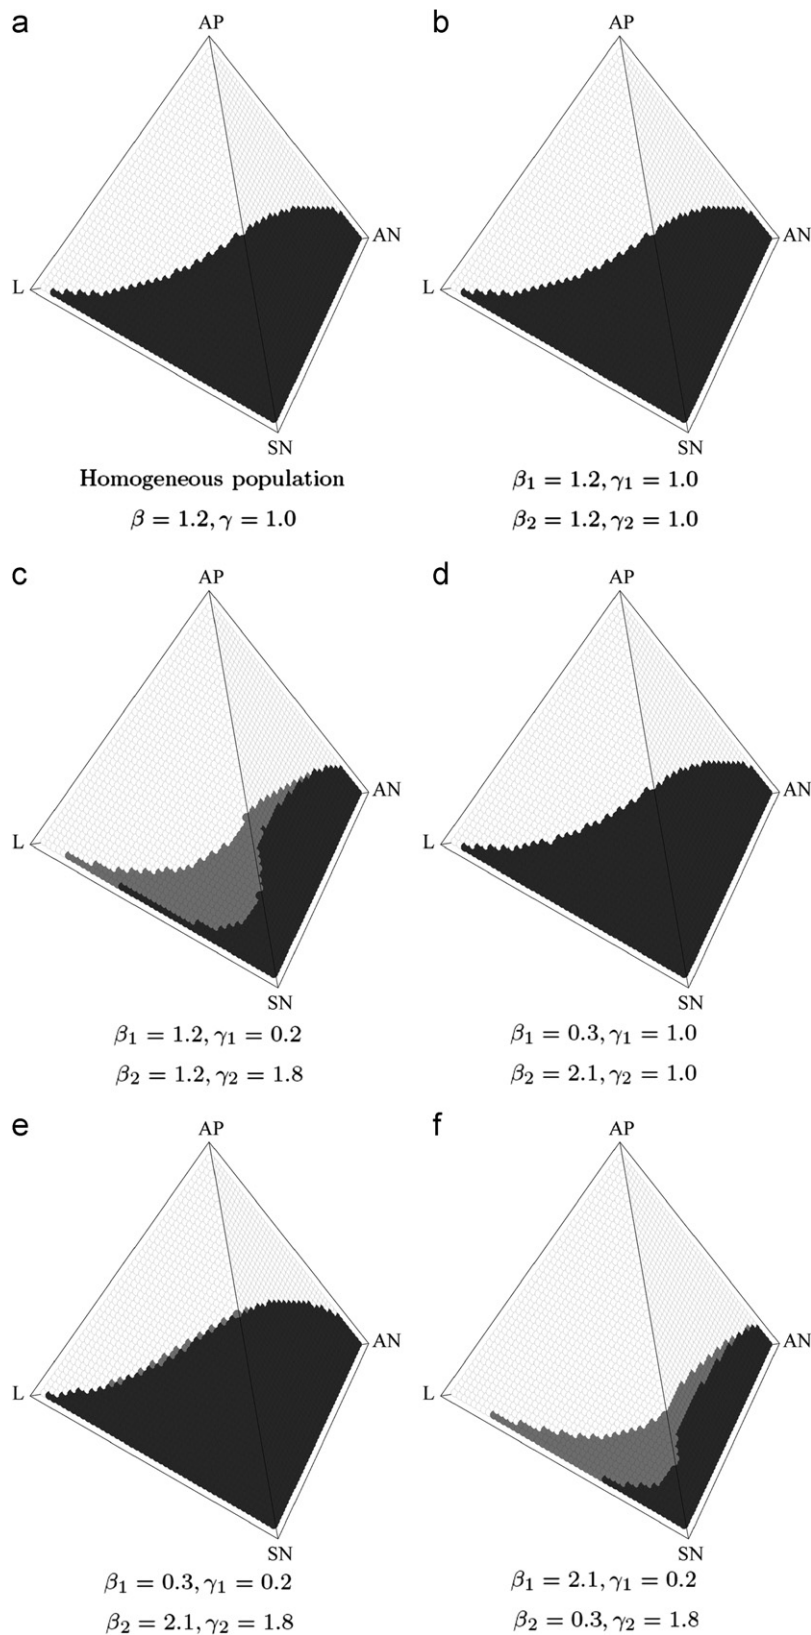 a
b
AP
AP
AN
AN
L
L
SN
SN
Homogeneous population
β = 1.2, γ = 1.0
β₁ = 1.2, γ₁ = 1.0
β₂ = 1.2, γ₂ = 1.0
c
d
AP
AP
AN
AN
L
L
SN
SN
β₁ = 1.2, γ₁ = 0.2
β₂ = 1.2, γ₂ = 1.8
β₁ = 0.3, γ₁ = 1.0
β₂ = 2.1, γ₂ = 1.0
e
f
AP
AP
AN
AN
L
L
SN
SN
β₁ = 0.3, γ₁ = 0.2
β₂ = 2.1, γ₂ = 1.8
β₁ = 2.1, γ₁ = 0.2
β₂ = 0.3, γ₂ = 1.8